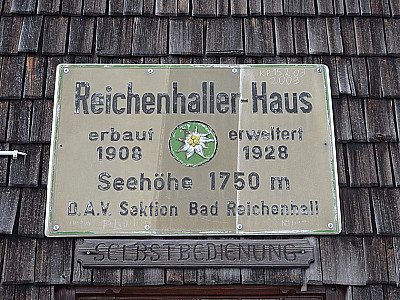 Reichenhaller-Haus
erbaut erweitert
1908 1928
Seehöhe 1750 m
D.A.V. Sektion Bad Reichenhall
SELBSTBEDIENUNG